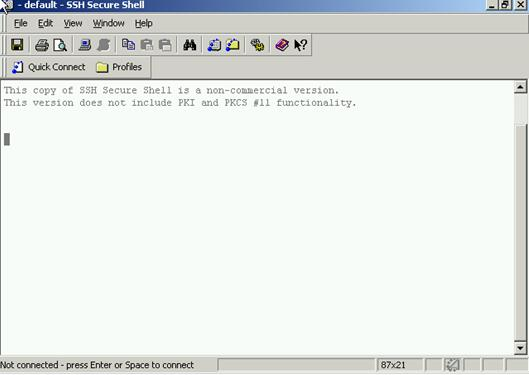 - default - SSH Secure Shell
File Edit View Window Help
Quick Connect Profiles
This copy of SSH Secure Shell is a non-commercial version.
This version does not include PKI and PKCS #11 functionality.
Not connected - press Enter or Space to connect 87x21